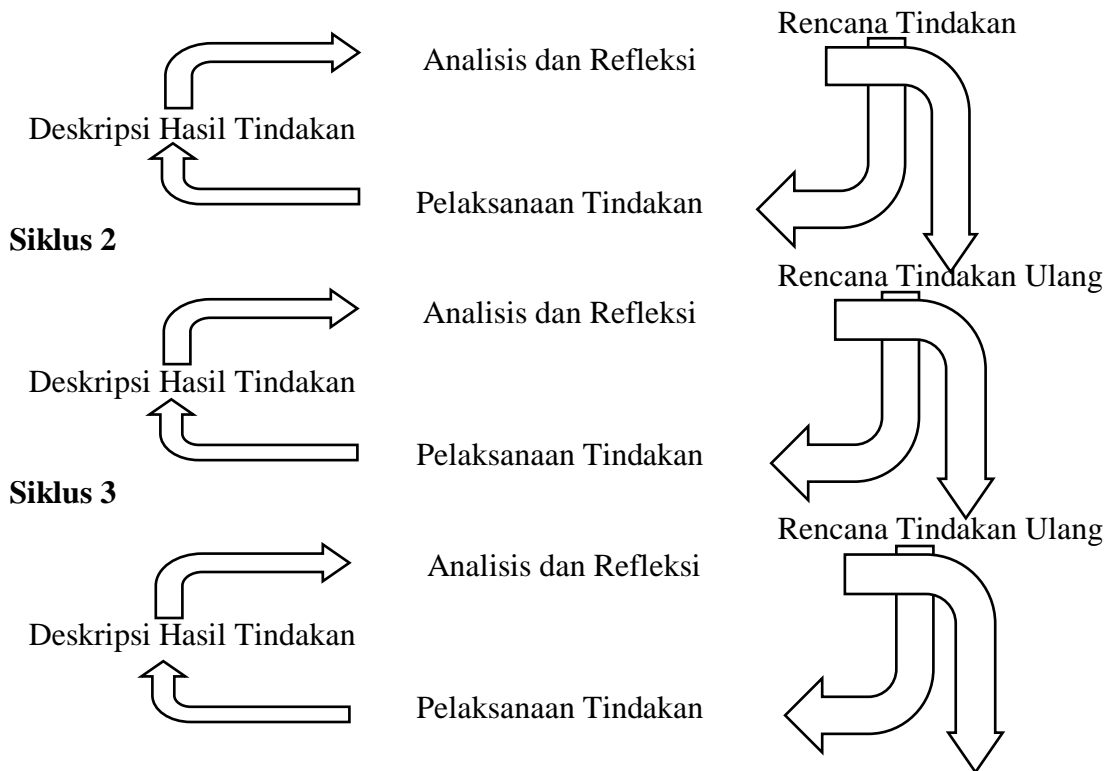 Rencana Tindakan
Analisis dan Refleksi
Deskripsi Hasil Tindakan
Pelaksanaan Tindakan
Siklus 2
Rencana Tindakan Ulang
Analisis dan Refleksi
Deskripsi Hasil Tindakan
Pelaksanaan Tindakan
Siklus 3
Rencana Tindakan Ulang
Analisis dan Refleksi
Deskripsi Hasil Tindakan
Pelaksanaan Tindakan